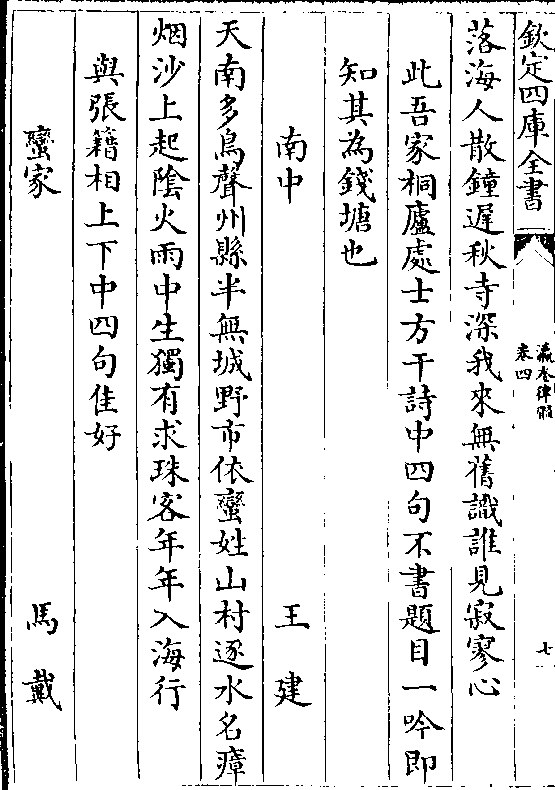 欽定四庫全書
瀛奎律髓
卷四
七
落海人散鐘遲秋寺深我來無舊識誰見寂寥心
此吾家桐廬處士方干詩中四句不書題目一吟即
知其為錢塘也
南中 王建
天南多鳥聲州縣半無城野市依蠻姓山村逐水名瘴
烟沙上起陰火雨中生獨有求珠客年年入海行
與張籍相上下中四句佳好
蠻家 馬戴